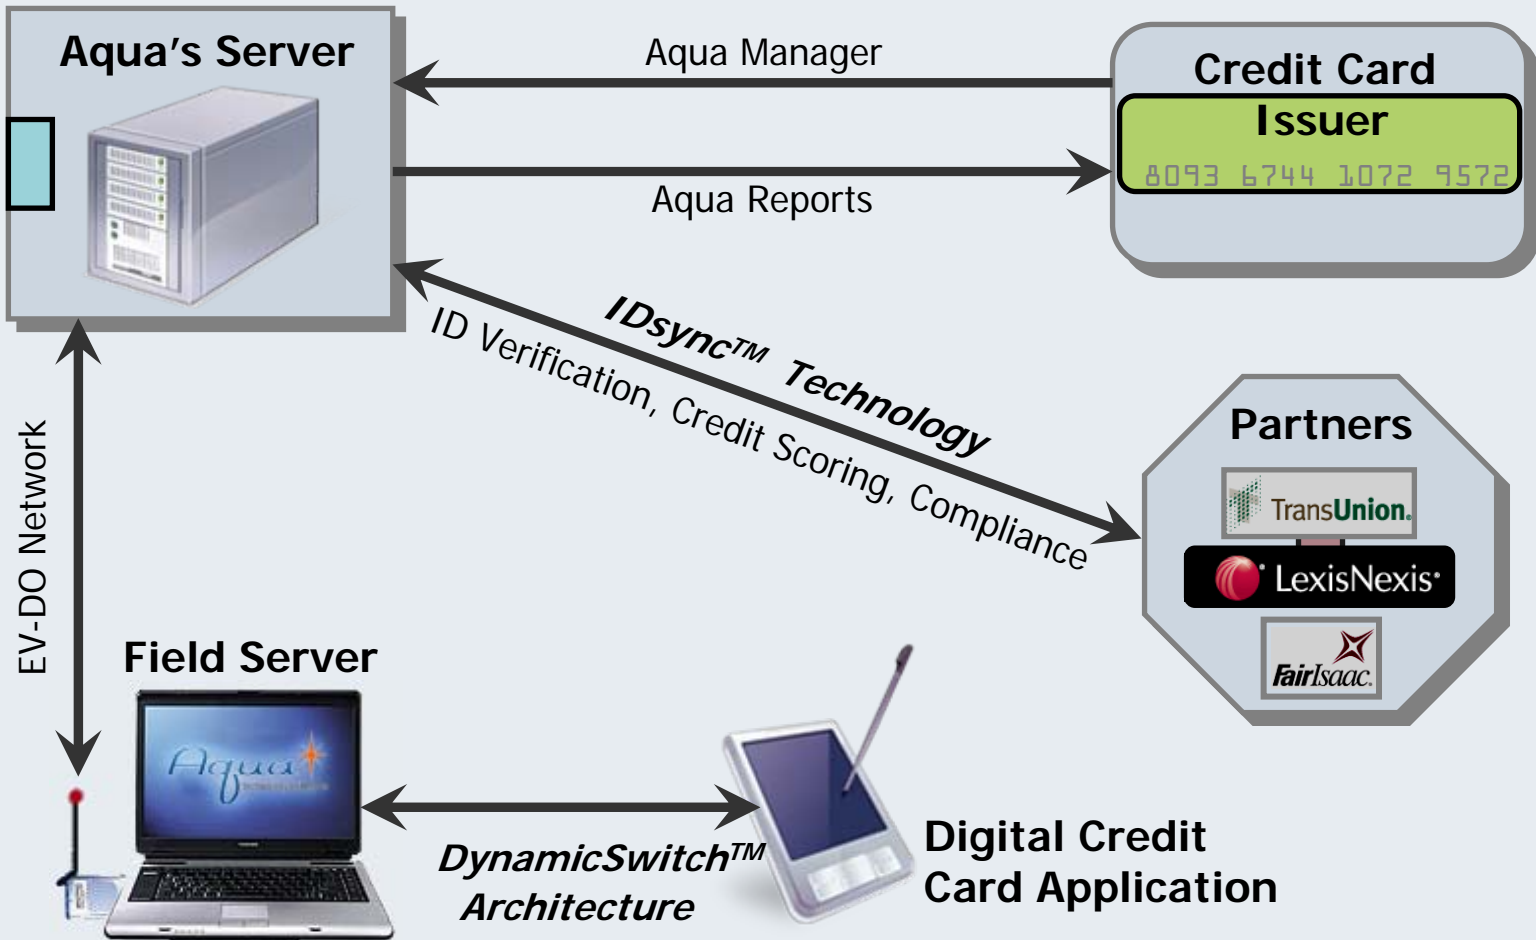 Aqua's Server
Aqua Manager
Credit Card
Issuer
8093 6744 1072 9572
Aqua Reports
IDsync™ Technology
ID Verification, Credit Scoring, Compliance
Partners
TransUnion®
LexisNexis®
FairIsaac
EV-DO Network
Field Server
Aqua
DynamicSwitch™
Architecture
Digital Credit
Card Application